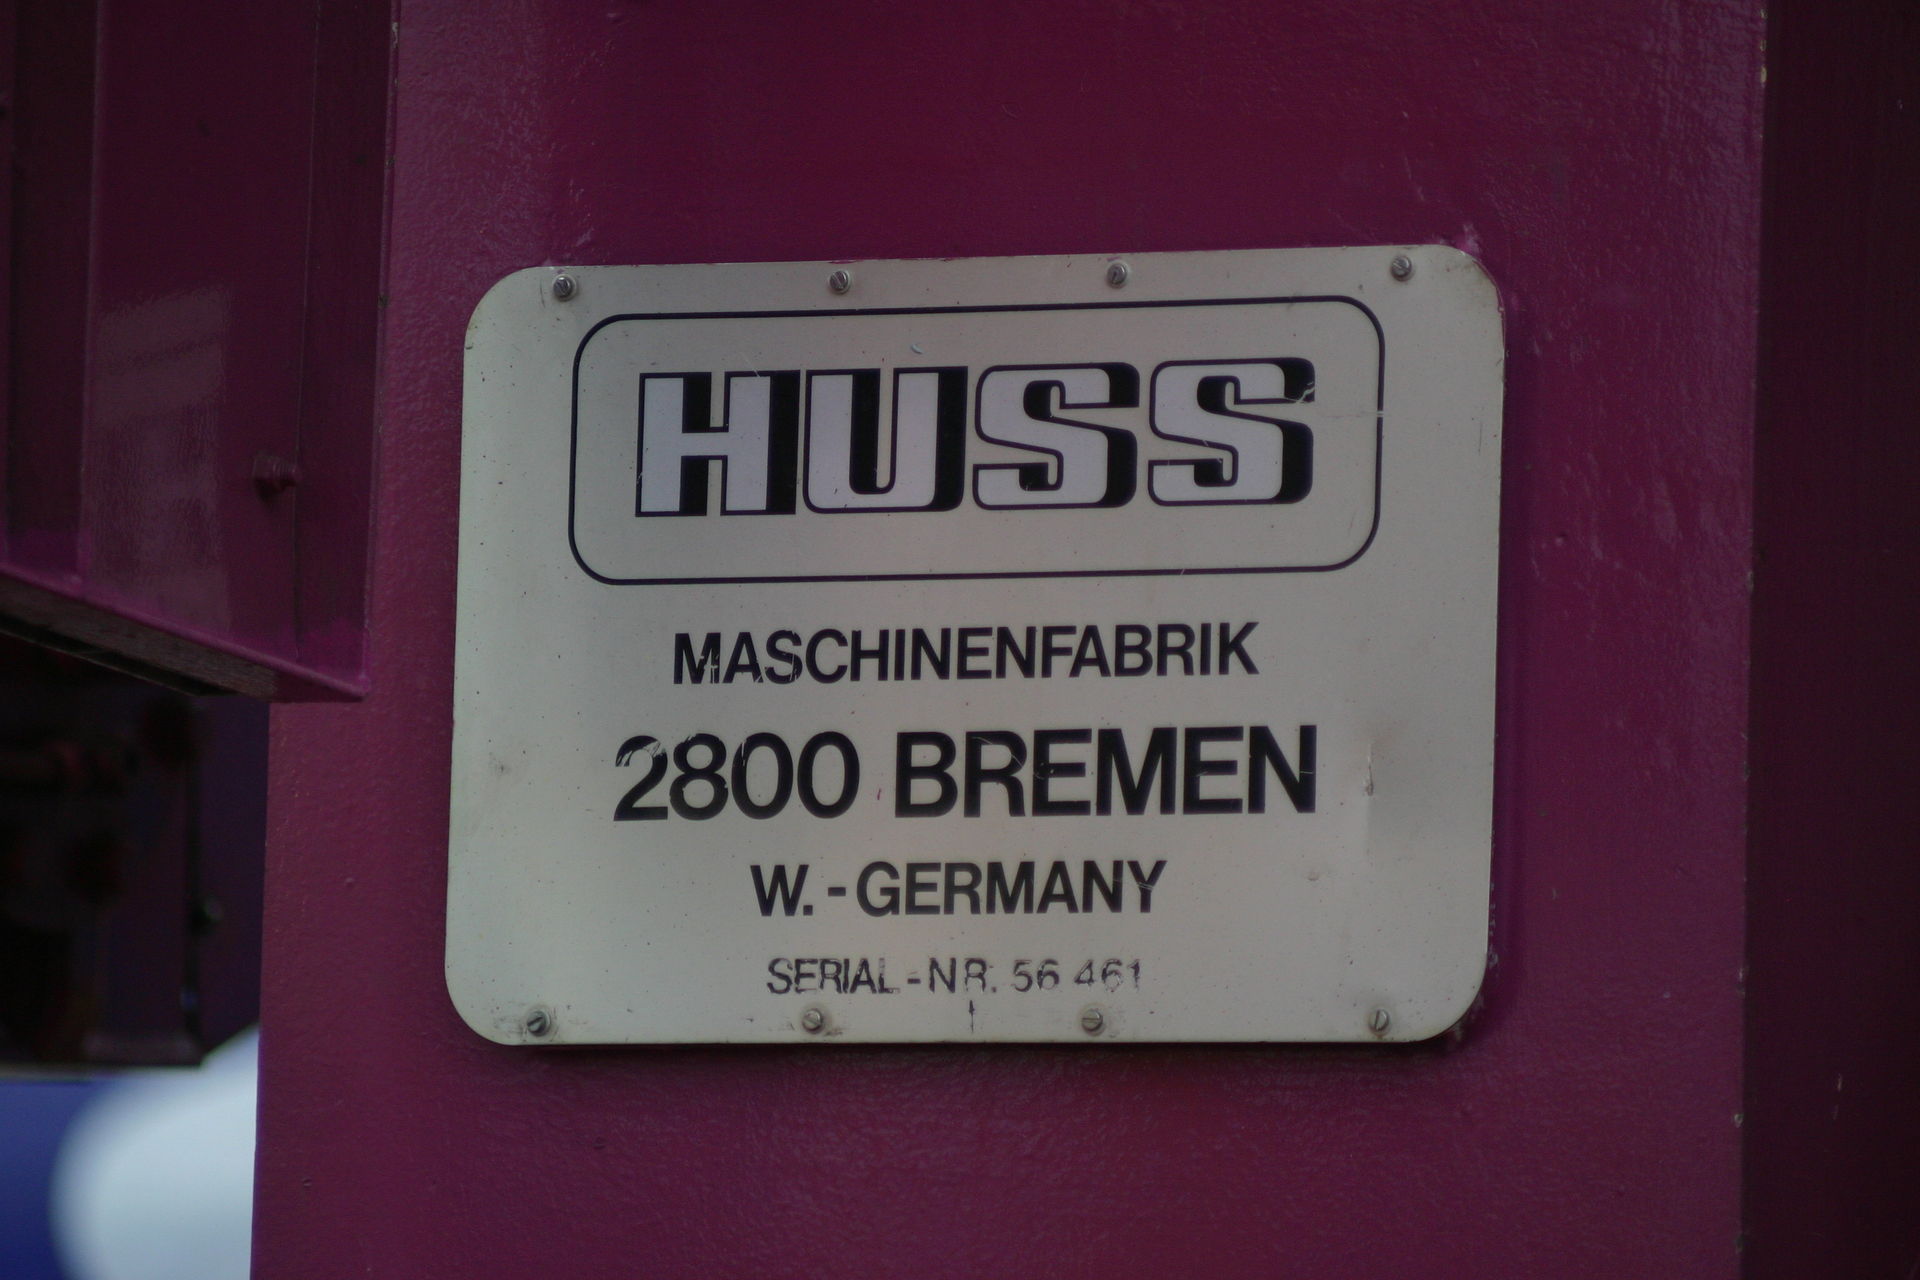 HUSS
MASCHINENFABRIK
2800 BREMEN
W.-GERMANY
SERIAL-NR. 56 461